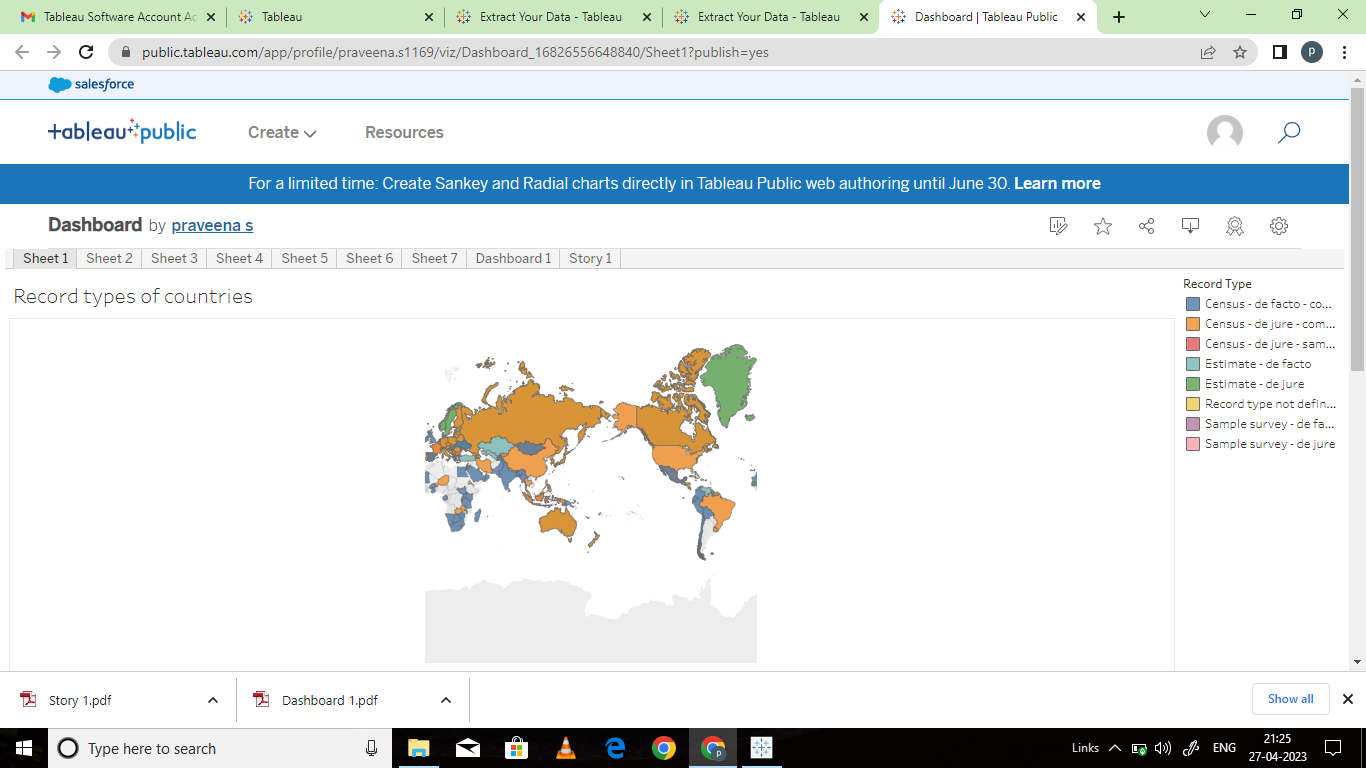 Tableau Software Account Ac
Tableau
Extract Your Data - Tableau
Extract Your Data - Tableau
Dashboard | Tableau Public
public.tableau.com/app/profile/praveena.s1169/viz/Dashboard_16826556648840/Sheet1?publish=yes
P
salesforce
tableau public
Create
Resources
For a limited time: Create Sankey and Radial charts directly in Tableau Public web authoring until June 30. Learn more
Dashboard by praveena s
Sheet 1 Sheet 2 Sheet 3 Sheet 4 Sheet 5 Sheet 6 Sheet 7 Dashboard 1 Story 1
Record types of countries
Record Type
Census - de facto - co...
Census - de jure - com...
Census - de jure - sam...
Estimate - de facto
Estimate - de jure
Record type not defin...
Sample survey - de fa...
Sample survey - de jure
Story 1.pdf
Dashboard 1.pdf
Show all
Type here to search
Links
ENG
21:25
27-04-2023